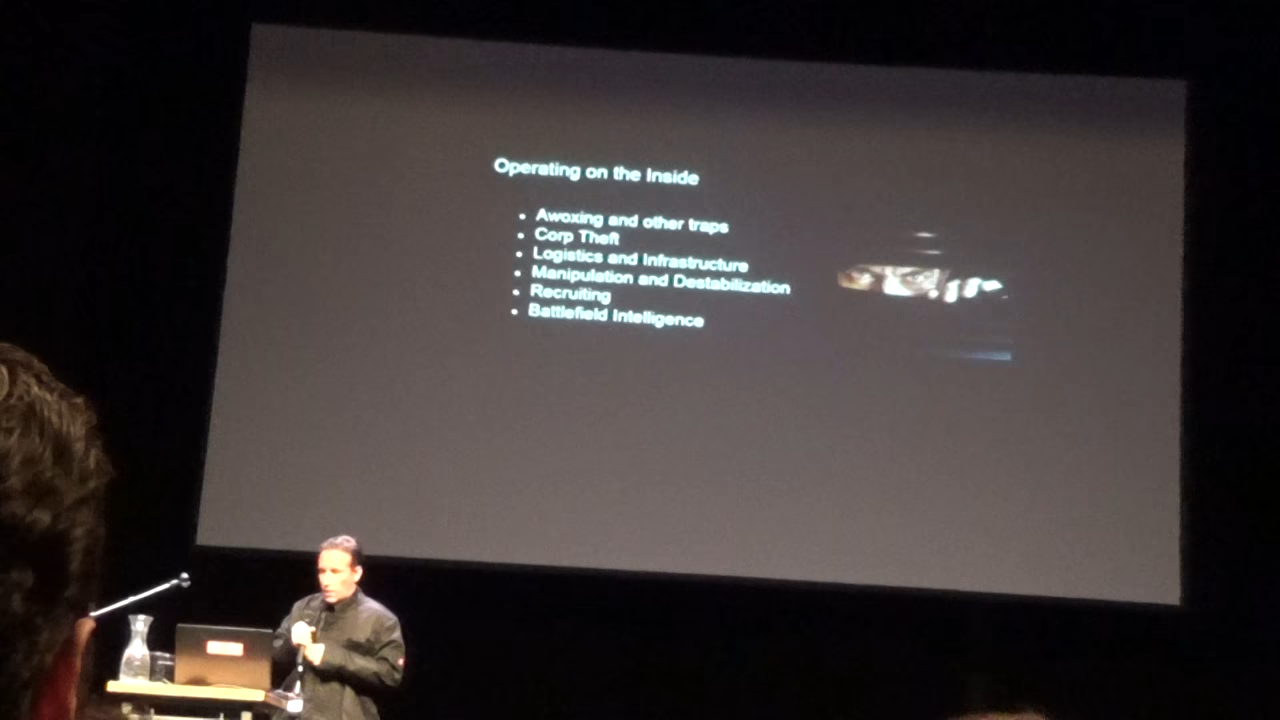 Operating on the Inside
• Awoxing and other traps
• Corp Theft
• Logistics and Infrastructure
• Manipulation and Destabilization
• Recruiting
• Battlefield Intelligence